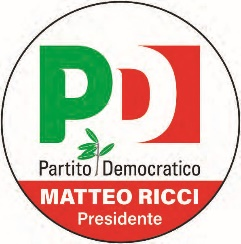 PD
Partito Democratico
MATTEO RICCI
Presidente